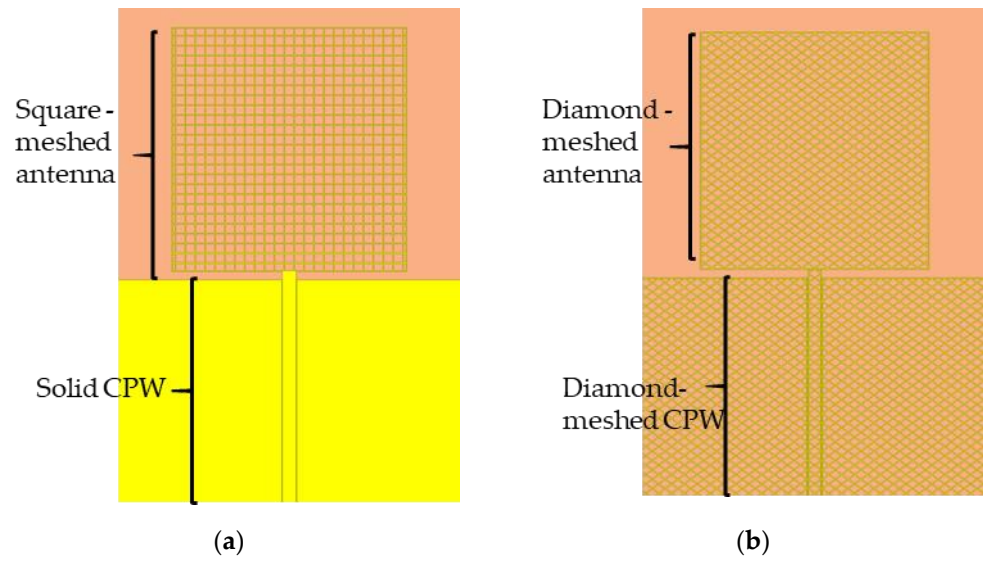 Square -
meshed
antenna
Solid CPW
(a)
Diamond -
meshed
antenna
Diamond-
meshed CPW
(b)